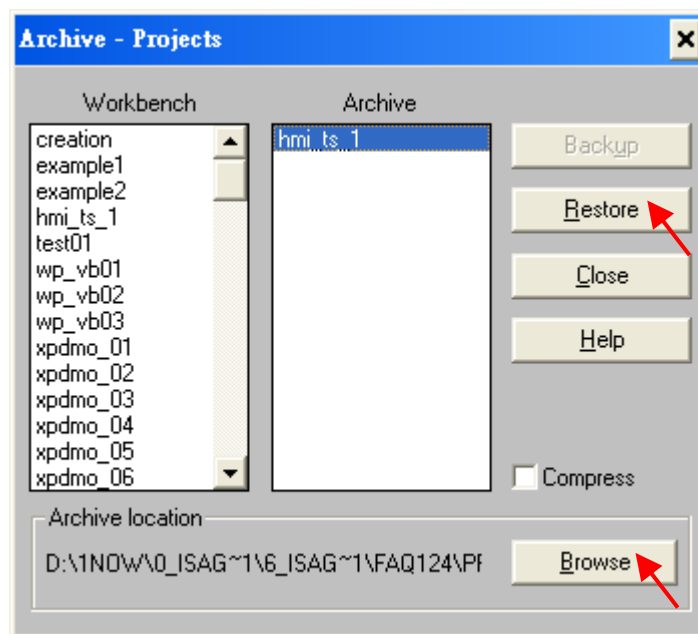 Archive - Projects
Workbench
Archive
creation
example1
example2
hmi_ts_1
test01
wp_vb01
wp_vb02
wp_vb03
xpdmo_01
xpdmo_02
xpdmo_03
xpdmo_04
xpdmo_05
xpdmo_06
hmi_ts_1
Backup
Restore
Close
Help
Compress
Archive location
D:\1NOW\0_ISAG~1\6_ISAG~1\FAQ124\PF
Browse